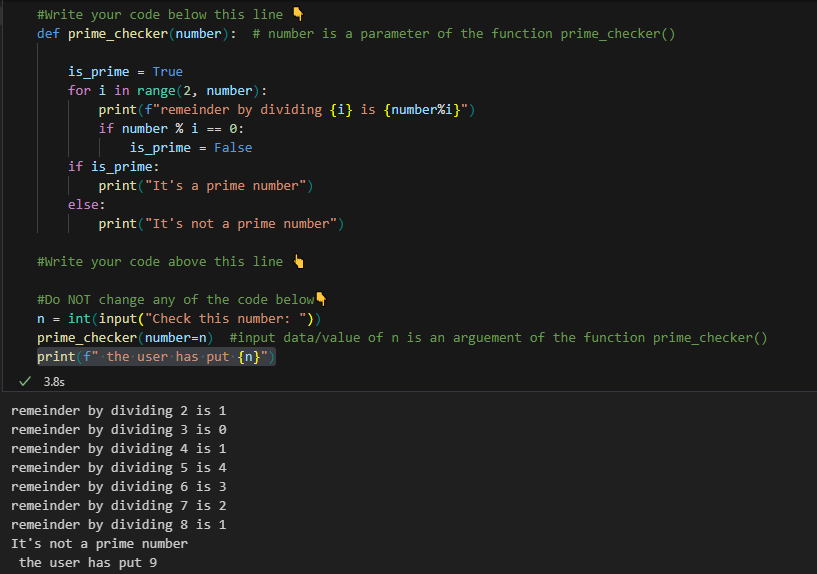 #Write your code below this line 👇
def prime_checker(number):  # number is a parameter of the function prime_checker()
    is_prime = True
    for i in range(2, number):
        print(f"remeinder by dividing {i} is {number%i}")
        if number % i == 0:
            is_prime = False
    if is_prime:
        print("It's a prime number")
    else:
        print("It's not a prime number")
#Write your code above this line 👆
#Do NOT change any of the code below👇
n = int(input("Check this number: "))
prime_checker(number=n)  #input data/value of n is an arguement of the function prime_checker()
print(f" the user has put {n}")
✓ 3.8s
remeinder by dividing 2 is 1
remeinder by dividing 3 is 0
remeinder by dividing 4 is 1
remeinder by dividing 5 is 4
remeinder by dividing 6 is 3
remeinder by dividing 7 is 2
remeinder by dividing 8 is 1
It's not a prime number
 the user has put 9